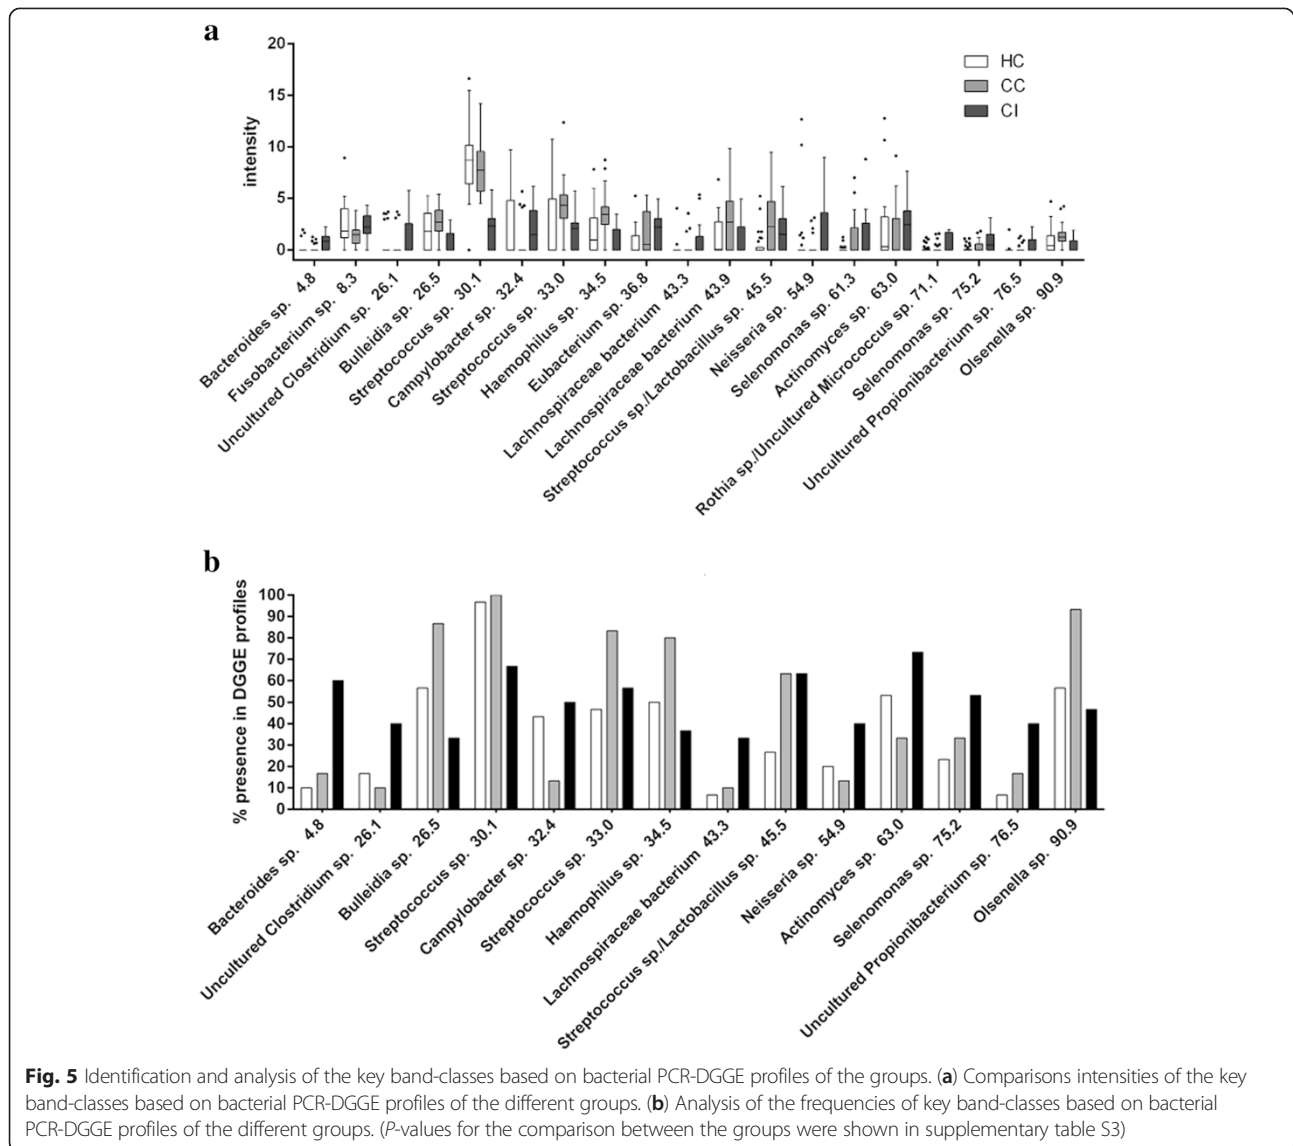 a
20
15
10
5
0
intensity
HC
CC
CI
Bacteroides sp. 4.8
Fusobacterium sp. 8.3
Uncultured Clostridium sp. 26.1
Bulleidia sp. 26.5
Streptococcus sp. 30.1
Campylobacter sp. 32.4
Streptococcus sp. 33.0
Haemophilus sp. 34.5
Eubacterium sp. 36.8
Lachnospiraceae bacterium 43.3
Lachnospiraceae bacterium 43.9
Streptococcus sp./Lactobacillus sp. 45.5
Neisseria sp. 54.9
Selenomonas sp. 61.3
Actinomyces sp. 63.0
Rothia sp./Uncultured Micrococcus sp. 71.1
Selenomonas sp. 75.2
Uncultured Propionibacterium sp. 76.5
Olsenella sp. 90.9
b
100
90
80
70
60
50
40
30
20
10
0
% presence in DGGE profiles
Bacteroides sp. 4.8
Uncultured Clostridium sp. 26.1
Bulleidia sp. 26.5
Streptococcus sp. 30.1
Campylobacter sp. 32.4
Streptococcus sp. 33.0
Haemophilus sp. 34.5
Lachnospiraceae bacterium 43.3
Streptococcus sp./Lactobacillus sp. 45.5
Neisseria sp. 54.9
Actinomyces sp. 63.0
Selenomonas sp. 75.2
Uncultured Propionibacterium sp. 76.5
Olsenella sp. 90.9
Fig. 5 Identification and analysis of the key band-classes based on bacterial PCR-DGGE profiles of the groups. (a) Comparisons intensities of the key
band-classes based on bacterial PCR-DGGE profiles of the different groups. (b) Analysis of the frequencies of key band-classes based on bacterial
PCR-DGGE profiles of the different groups. (P-values for the comparison between the groups were shown in supplementary table S3)